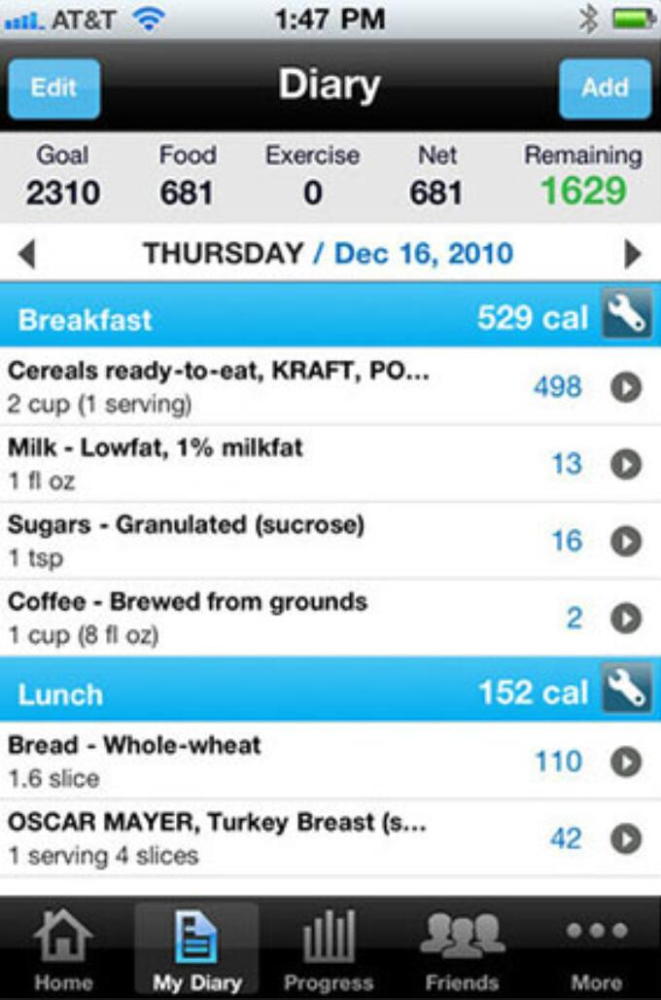 AT&T 1:47 PM
Edit Diary Add
Goal Food Exercise Net Remaining
2310 681 0 681 1629
THURSDAY / Dec 16, 2010
Breakfast 529 cal
Cereals ready-to-eat, KRAFT, PO... 498
2 cup (1 serving)
Milk - Lowfat, 1% milkfat 13
1 fl oz
Sugars - Granulated (sucrose) 16
1 tsp
Coffee - Brewed from grounds 2
1 cup (8 fl oz)
Lunch 152 cal
Bread - Whole-wheat 110
1.6 slice
OSCAR MAYER, Turkey Breast (s... 42
1 serving 4 slices
Home My Diary Progress Friends More